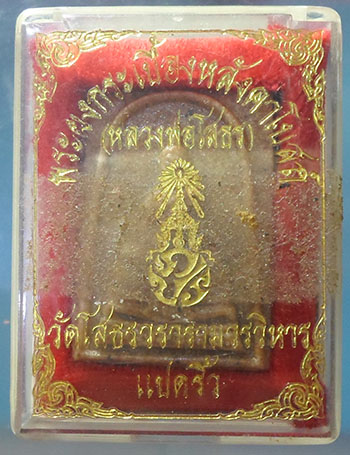 พระผงกระเบื้องหลังคาโบสถ์
(หลวงพ่อโสธร)
วัดโสธรวรารามวรวิหาร
แปดริ้ว